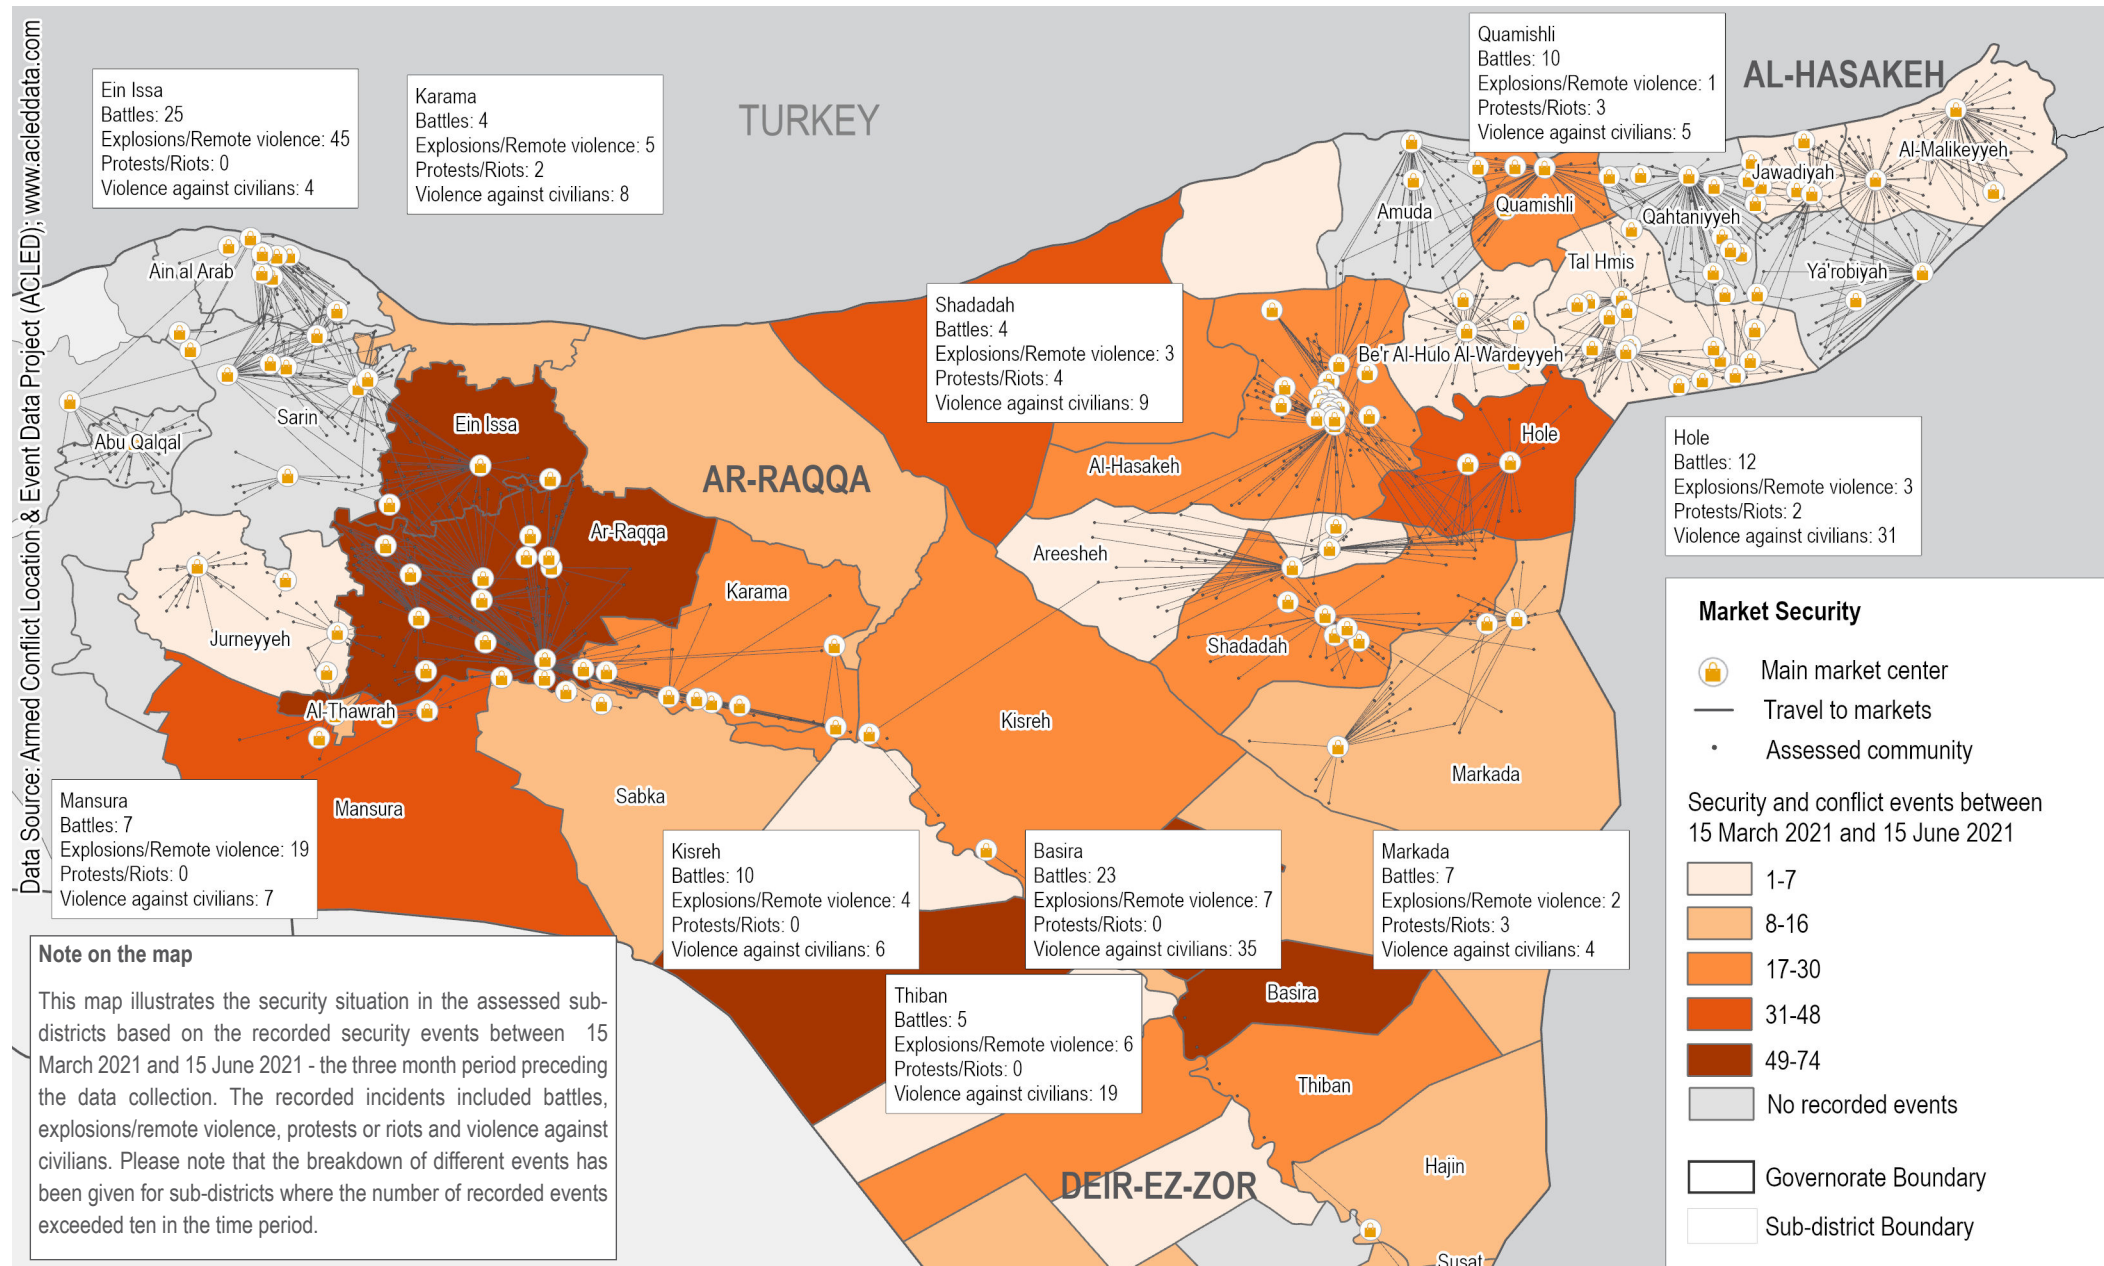 Data Source: Armed Conflict Location & Event Data Project (ACLED); www.acleddata.com
Ein Issa
Battles: 25
Explosions/Remote violence: 45
Protests/Riots: 0
Violence against civilians: 4
Karama
Battles: 4
Explosions/Remote violence: 5
Protests/Riots: 2
Violence against civilians: 8
TURKEY
Quamishli
Battles: 10
Explosions/Remote violence: 1
Protests/Riots: 3
Violence against civilians: 5
AL-HASAKEH
Al-Malikeyyeh
Jawadiyah
Quamishli
Amuda
Qahtaniyyeh
Tal Hmis
Ya'robiyah
Ain al Arab
Shadadah
Battles: 4
Explosions/Remote violence: 3
Protests/Riots: 4
Violence against civilians: 9
Be'r Al-Hulo Al-Wardeyyeh
Sarin
Ein Issa
Abu Qalqal
Hole
AR-RAQQA
Al-Hasakeh
Hole
Battles: 12
Explosions/Remote violence: 3
Protests/Riots: 2
Violence against civilians: 31
Ar-Raqqa
Areesheh
Karama
Jurneyyeh
Shadadah
Al-Thawrah
Kisreh
Markada
Mansura
Sabka
Mansura
Battles: 7
Explosions/Remote violence: 19
Protests/Riots: 0
Violence against civilians: 7
Kisreh
Battles: 10
Explosions/Remote violence: 4
Protests/Riots: 0
Violence against civilians: 6
Basira
Battles: 23
Explosions/Remote violence: 7
Protests/Riots: 0
Violence against civilians: 35
Markada
Battles: 7
Explosions/Remote violence: 2
Protests/Riots: 3
Violence against civilians: 4
Basira
Thiban
Battles: 5
Explosions/Remote violence: 6
Protests/Riots: 0
Violence against civilians: 19
Thiban
Hajin
DEIR-EZ-ZOR
Susat
Note on the map
This map illustrates the security situation in the assessed sub-
districts based on the recorded security events between 15
March 2021 and 15 June 2021 - the three month period preceding
the data collection. The recorded incidents included battles,
explosions/remote violence, protests or riots and violence against
civilians. Please note that the breakdown of different events has
been given for sub-districts where the number of recorded events
exceeded ten in the time period.
Market Security
Main market center
Travel to markets
Assessed community
Security and conflict events between
15 March 2021 and 15 June 2021
1-7
8-16
17-30
31-48
49-74
No recorded events
Governorate Boundary
Sub-district Boundary